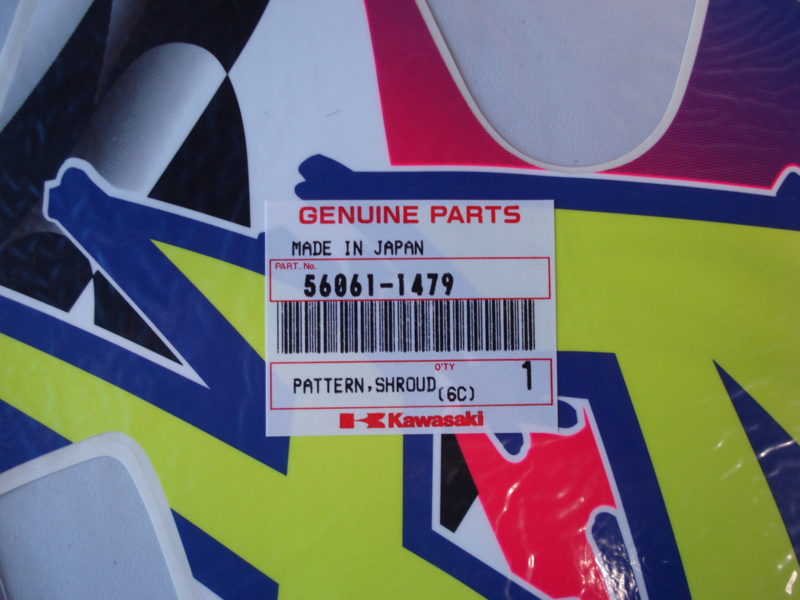 GENUINE PARTS
MADE IN JAPAN
PART. No.
56061-1479
Q'TY
PATTERN,SHROUD(6C) 1
Kawasaki